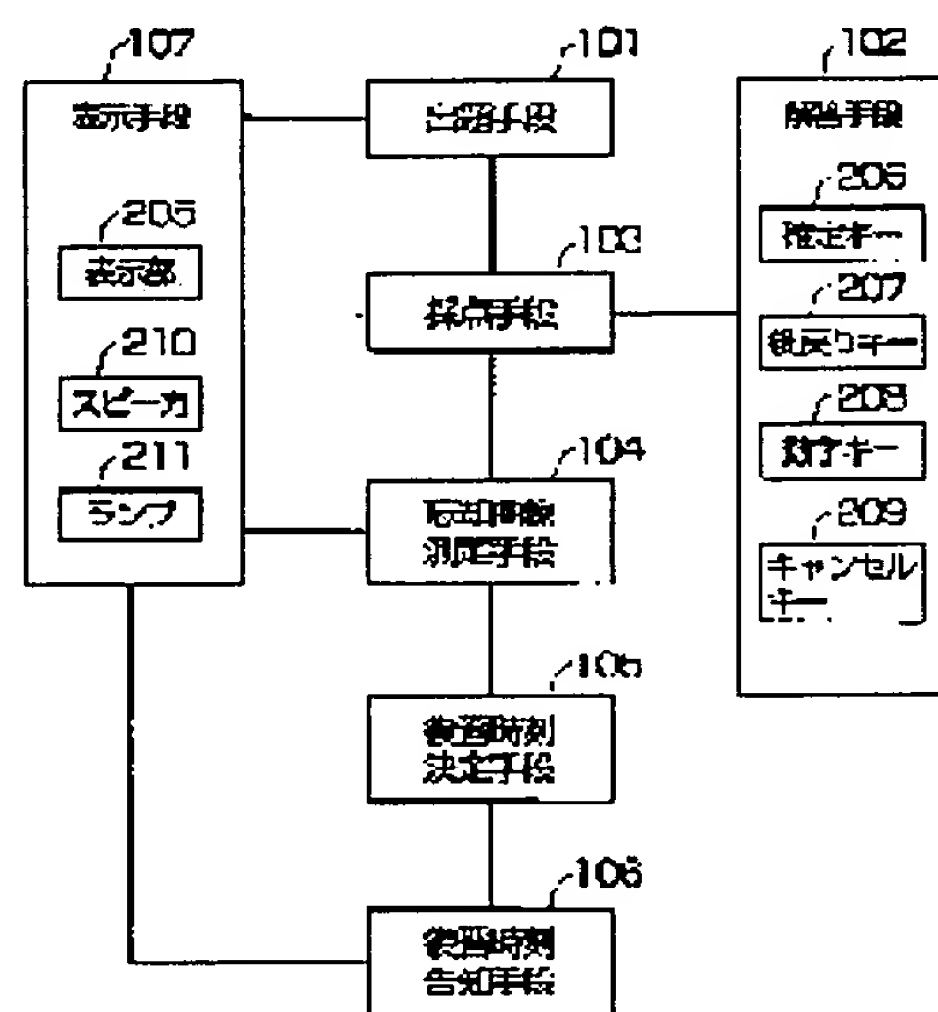 107
表示手段
205
表示部
210
スピーカ
211
ランプ
101
出題手段
103
採点手段
104
測定手段
105
復習時刻
決定手段
106
復習時刻
告知手段
102
解答手段
206
確定キー
207
後戻りキー
208
数字キー
209
キャンセル
キー